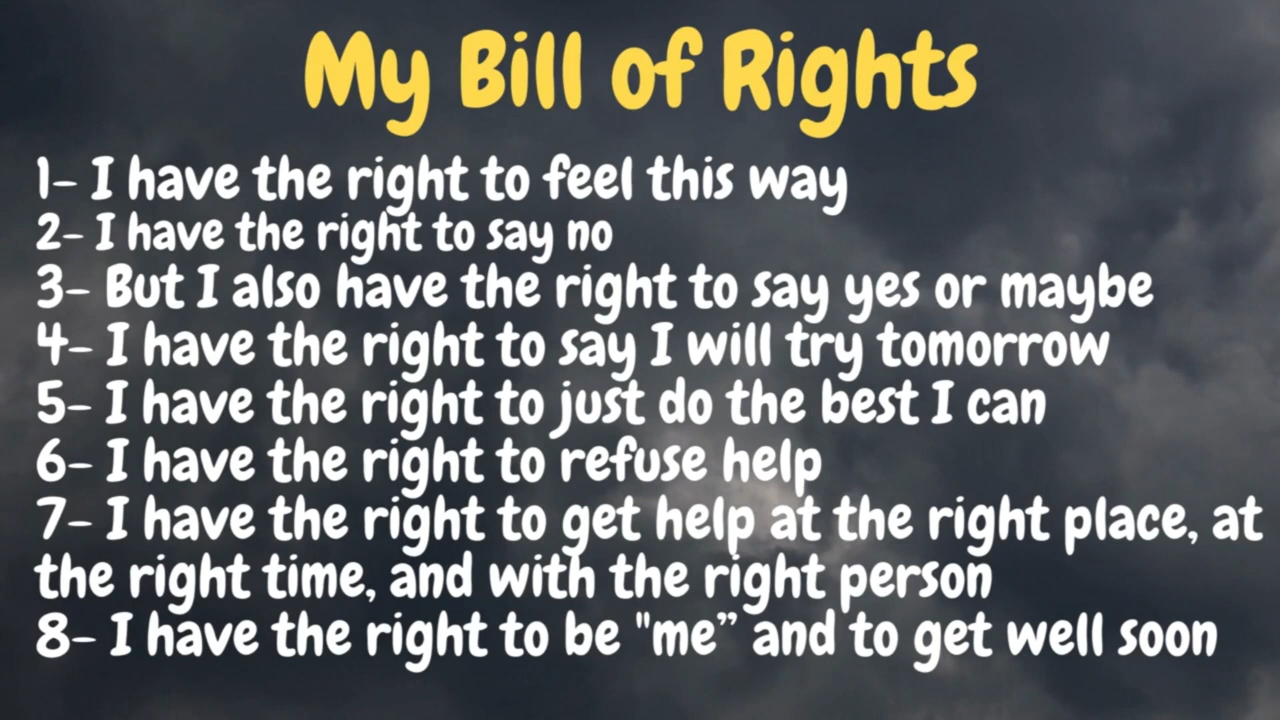 My Bill of Rights
1- I have the right to feel this way
2- I have the right to say no
3- But I also have the right to say yes or maybe
4- I have the right to say I will try tomorrow
5- I have the right to just do the best I can
6- I have the right to refuse help
7- I have the right to get help at the right place, at
the right time, and with the right person
8- I have the right to be "me” and to get well soon